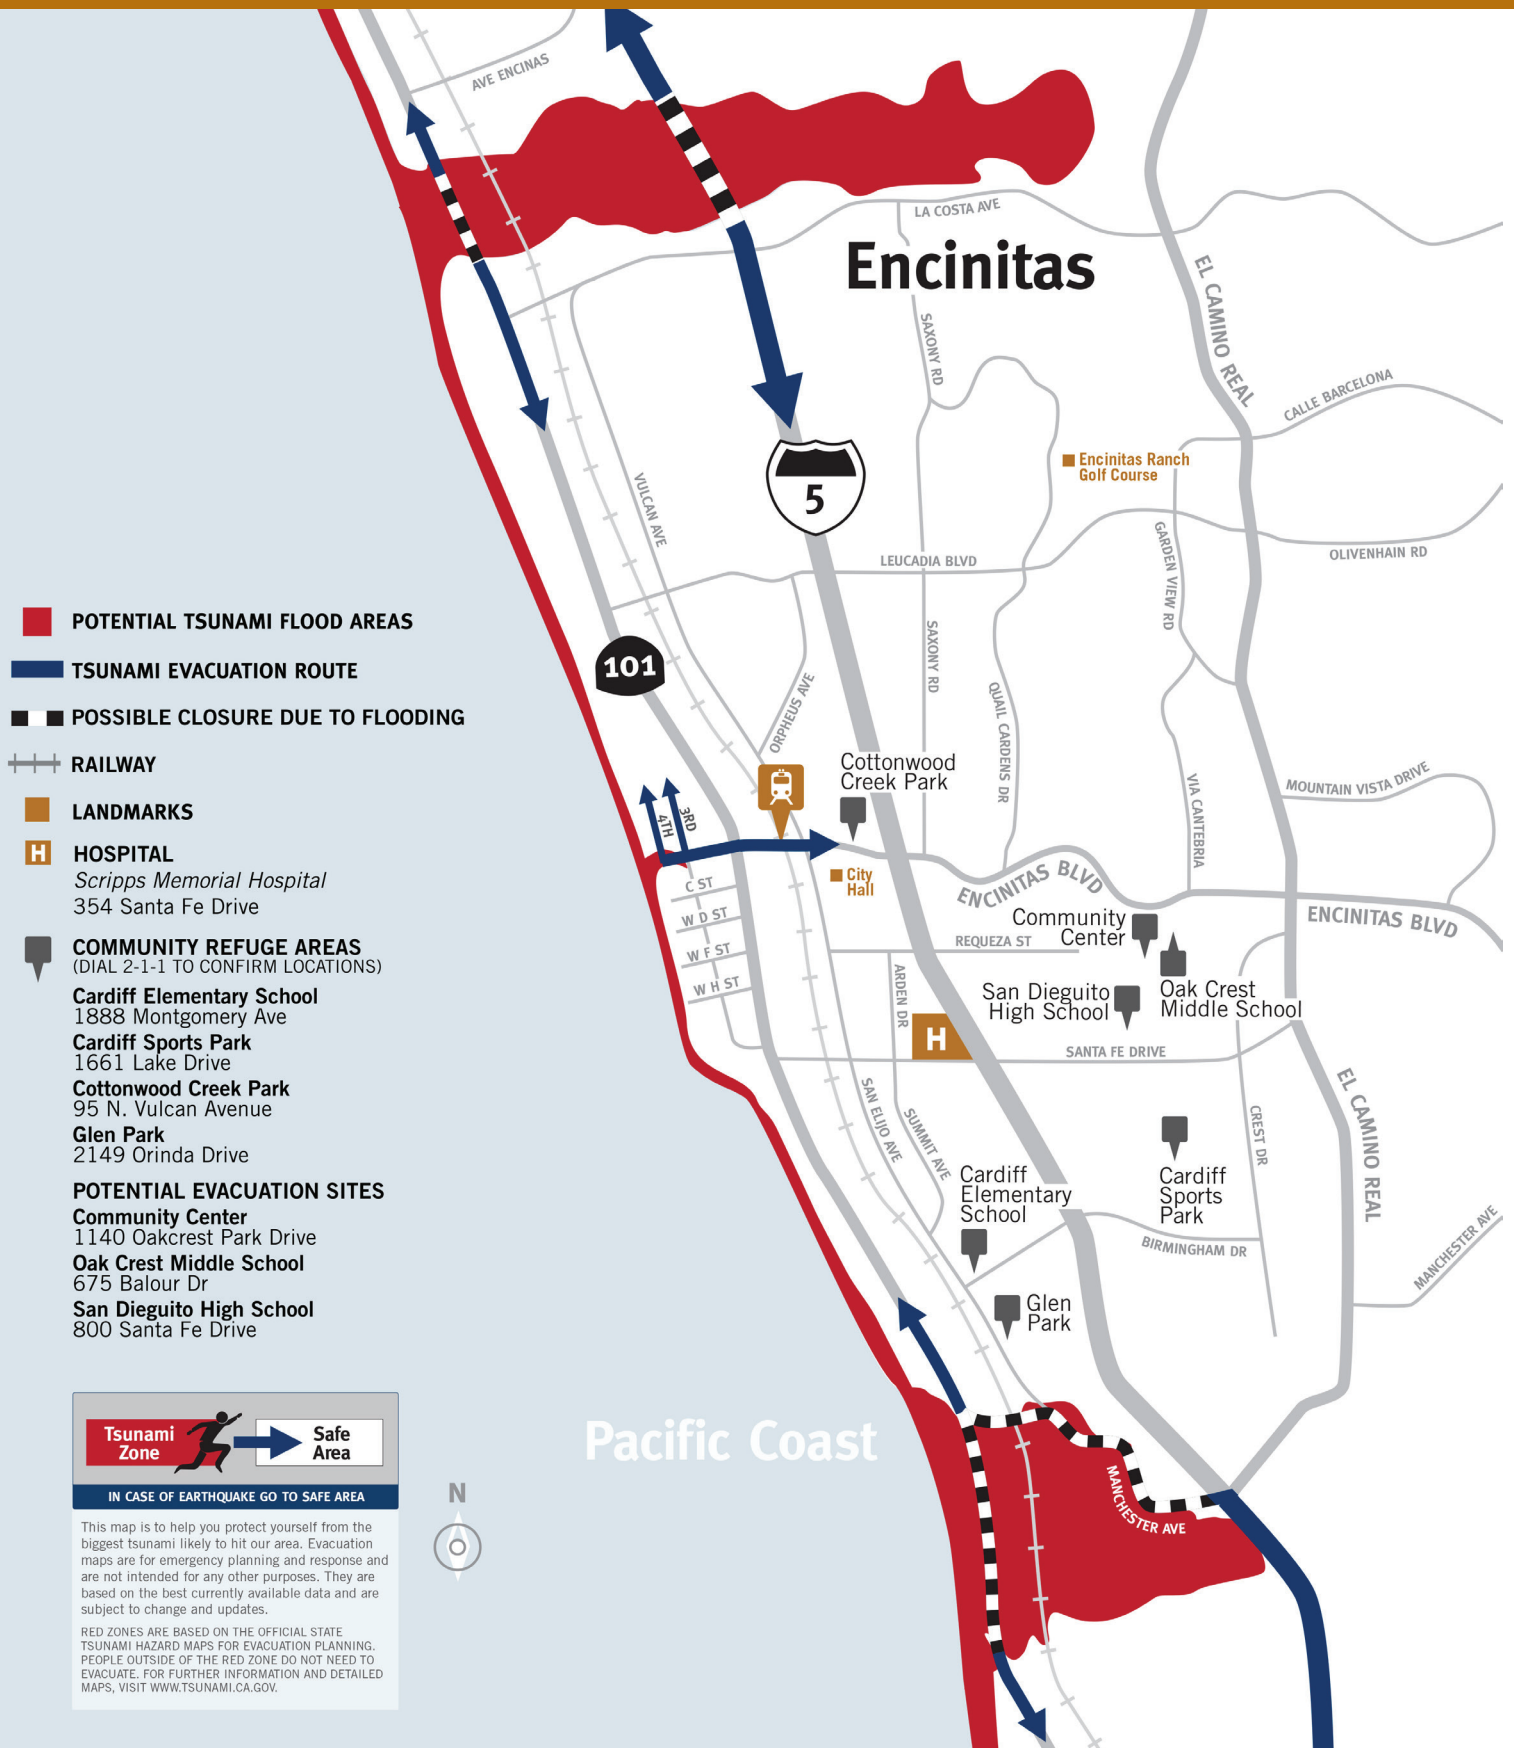 AVE ENCINAS
LA COSTA AVE
Encinitas
EL CAMINO REAL
SAXONY RD
CALLE BARCELONA
Encinitas Ranch
Golf Course
5
VULCAN AVE
GARDEN VIEW RD
OLIVENHAIN RD
LEUCADIA BLVD
101
SAXONY RD
ORPHEUS AVE
QUAIL CARDENS DR
Cottonwood
Creek Park
VIA CANTEBRIA
MOUNTAIN VISTA DRIVE
4TH
3RD
City
Hall
C ST
W D ST
W F ST
W H ST
ENCINITAS BLVD
ENCINITAS BLVD
Community
Center
REQUEZA ST
ARDEN DR
San Dieguito
High School
Oak Crest
Middle School
H
SANTA FE DRIVE
SAN ELIJO AVE
SUMMIT AVE
CREST DR
EL CAMINO REAL
Cardiff
Elementary
School
Cardiff
Sports
Park
BIRMINGHAM DR
MANCHESTER AVE
Glen
Park
MANCHESTER AVE
Pacific Coast
N
POTENTIAL TSUNAMI FLOOD AREAS
TSUNAMI EVACUATION ROUTE
POSSIBLE CLOSURE DUE TO FLOODING
RAILWAY
LANDMARKS
H HOSPITAL
Scripps Memorial Hospital
354 Santa Fe Drive
COMMUNITY REFUGE AREAS
(DIAL 2-1-1 TO CONFIRM LOCATIONS)
Cardiff Elementary School
1888 Montgomery Ave
Cardiff Sports Park
1661 Lake Drive
Cottonwood Creek Park
95 N. Vulcan Avenue
Glen Park
2149 Orinda Drive
POTENTIAL EVACUATION SITES
Community Center
1140 Oakcrest Park Drive
Oak Crest Middle School
675 Balour Dr
San Dieguito High School
800 Santa Fe Drive
Tsunami
Zone
Safe
Area
IN CASE OF EARTHQUAKE GO TO SAFE AREA
This map is to help you protect yourself from the
biggest tsunami likely to hit our area. Evacuation
maps are for emergency planning and response and
are not intended for any other purposes. They are
based on the best currently available data and are
subject to change and updates.
RED ZONES ARE BASED ON THE OFFICIAL STATE
TSUNAMI HAZARD MAPS FOR EVACUATION PLANNING.
PEOPLE OUTSIDE OF THE RED ZONE DO NOT NEED TO
EVACUATE. FOR FURTHER INFORMATION AND DETAILED
MAPS, VISIT WWW.TSUNAMI.CA.GOV.